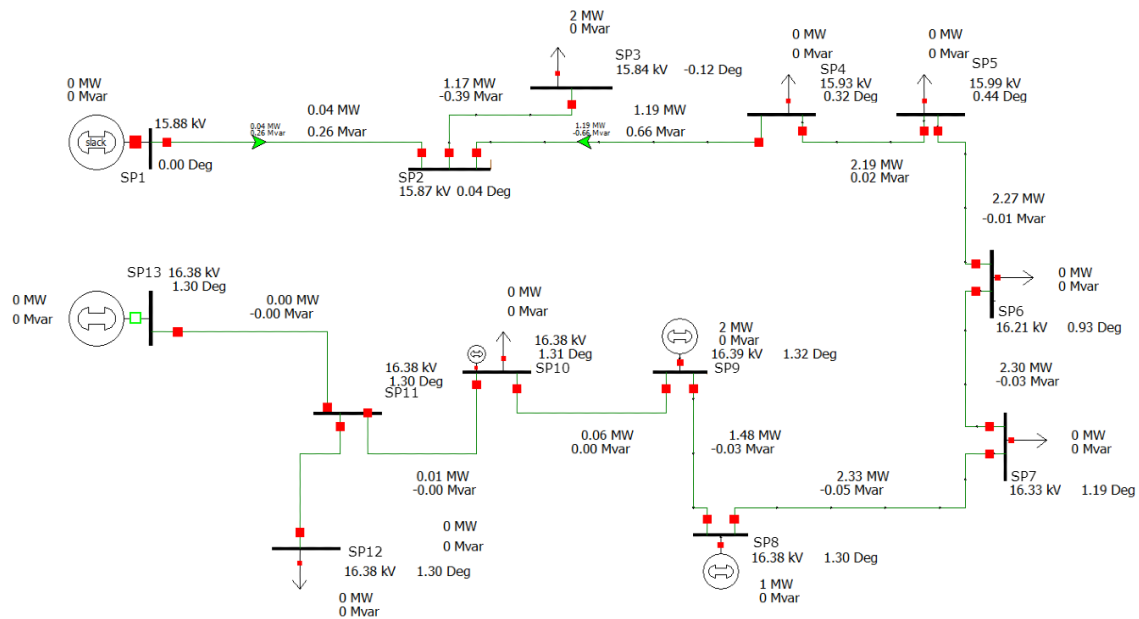 2 MW
0 Mvar
SP3
15.84 kV -0.12 Deg
0 MW
0 Mvar
SP4
15.93 kV
0.32 Deg
0 MW
0 Mvar
SP5
15.99 kV
0.44 Deg
0 MW
0 Mvar
slack
15.88 kV
0.00 Deg
SP1
0.04 MW
0.26 Mvar
0.04 MW
0.26 Mvar
1.17 MW
-0.39 Mvar
1.19 MW
-0.66 Mvar
1.19 MW
0.66 Mvar
SP2
15.87 kV 0.04 Deg
2.19 MW
0.02 Mvar
2.27 MW
-0.01 Mvar
SP13 16.38 kV
1.30 Deg
0 MW
0 Mvar
0.00 MW
-0.00 Mvar
0 MW
0 Mvar
16.38 kV
1.31 Deg
SP10
2 MW
0 Mvar
16.39 kV 1.32 Deg
SP9
0 MW
0 Mvar
SP6
16.21 kV 0.93 Deg
16.38 kV
1.30 Deg
SP11
2.30 MW
-0.03 Mvar
0.06 MW
0.00 Mvar
1.48 MW
-0.03 Mvar
0 MW
0 Mvar
SP7
16.33 kV 1.19 Deg
0.01 MW
-0.00 Mvar
2.33 MW
-0.05 Mvar
0 MW
0 Mvar
SP12
16.38 kV 1.30 Deg
0 MW
0 Mvar
SP8
16.38 kV 1.30 Deg
1 MW
0 Mvar